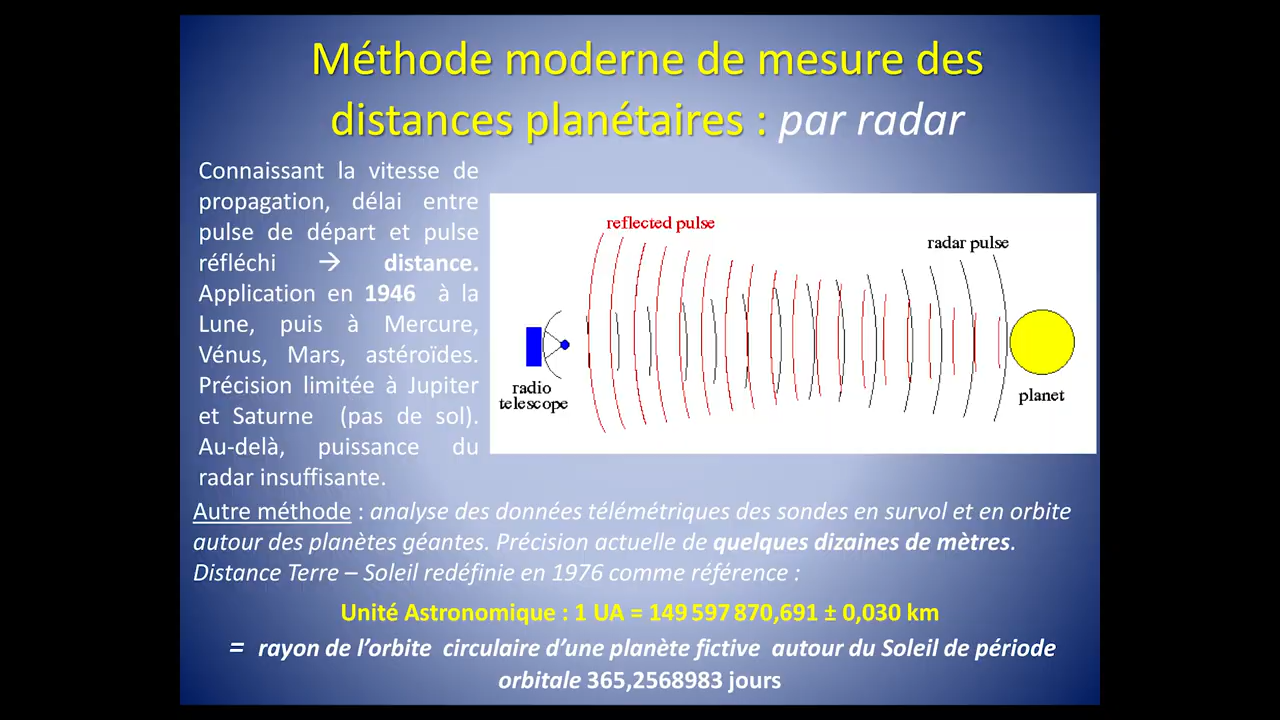 Méthode moderne de mesure des
distances planétaires : par radar
Connaissant la vitesse de
propagation, délai entre
pulse de départ et pulse
réfléchi → distance.
Application en 1946 à la
Lune, puis à Mercure,
Vénus, Mars, astéroïdes.
Précision limitée à Jupiter
et Saturne (pas de sol).
Au-delà, puissance du
radar insuffisante.
reflected pulse
radar pulse
radio
telescope
planet
Autre méthode : analyse des données télémétriques des sondes en survol et en orbite
autour des planètes géantes. Précision actuelle de quelques dizaines de mètres.
Distance Terre – Soleil redéfinie en 1976 comme référence :
Unité Astronomique : 1 UA = 149 597 870,691 ± 0,030 km
= rayon de l'orbite circulaire d'une planète fictive autour du Soleil de période
orbitale 365,2568983 jours